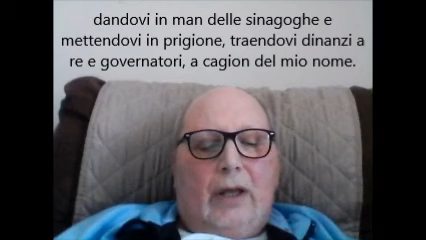 dandovi in man delle sinagoghe e
mettendovi in prigione, traendovi dinanzi a
re e governatori, a cagion del mio nome.